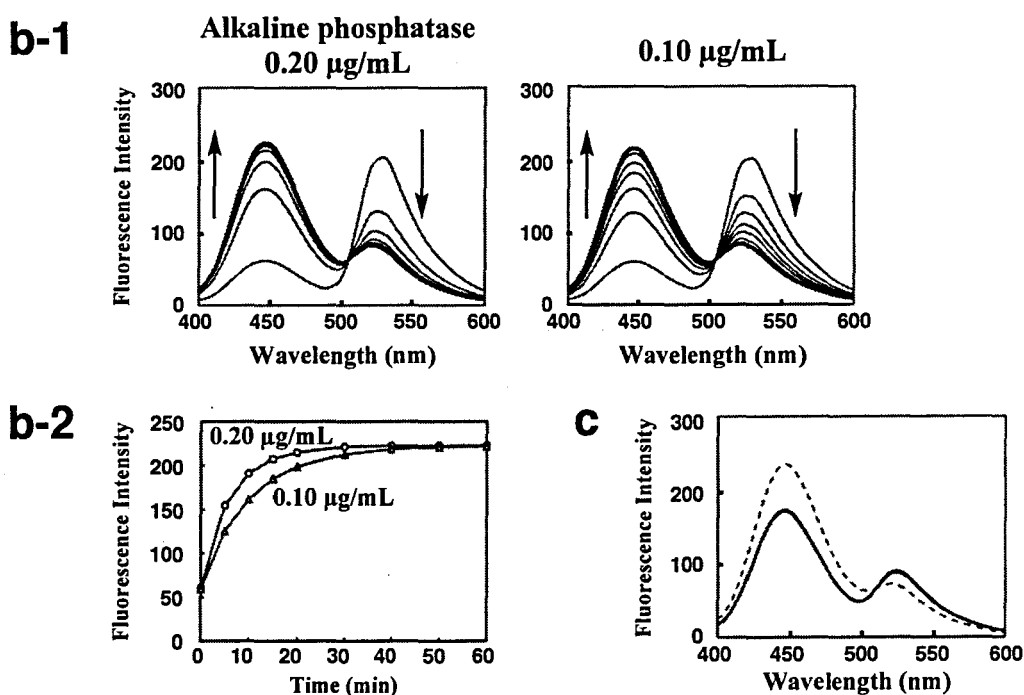 b-1
Alkaline phosphatase
0.20 µg/mL
0.10 µg/mL
Fluorescence Intensity
300
200
100
0
400 450 500 550 600
Wavelength (nm)
Fluorescence Intensity
300
200
100
0
400 450 500 550 600
Wavelength (nm)
b-2
Fluorescence Intensity
250
200
150
100
50
0
0.20 µg/mL
0.10 µg/mL
0 10 20 30 40 50 60
Time (min)
c
Fluorescence Intensity
300
200
100
0
400 450 500 550 600
Wavelength (nm)